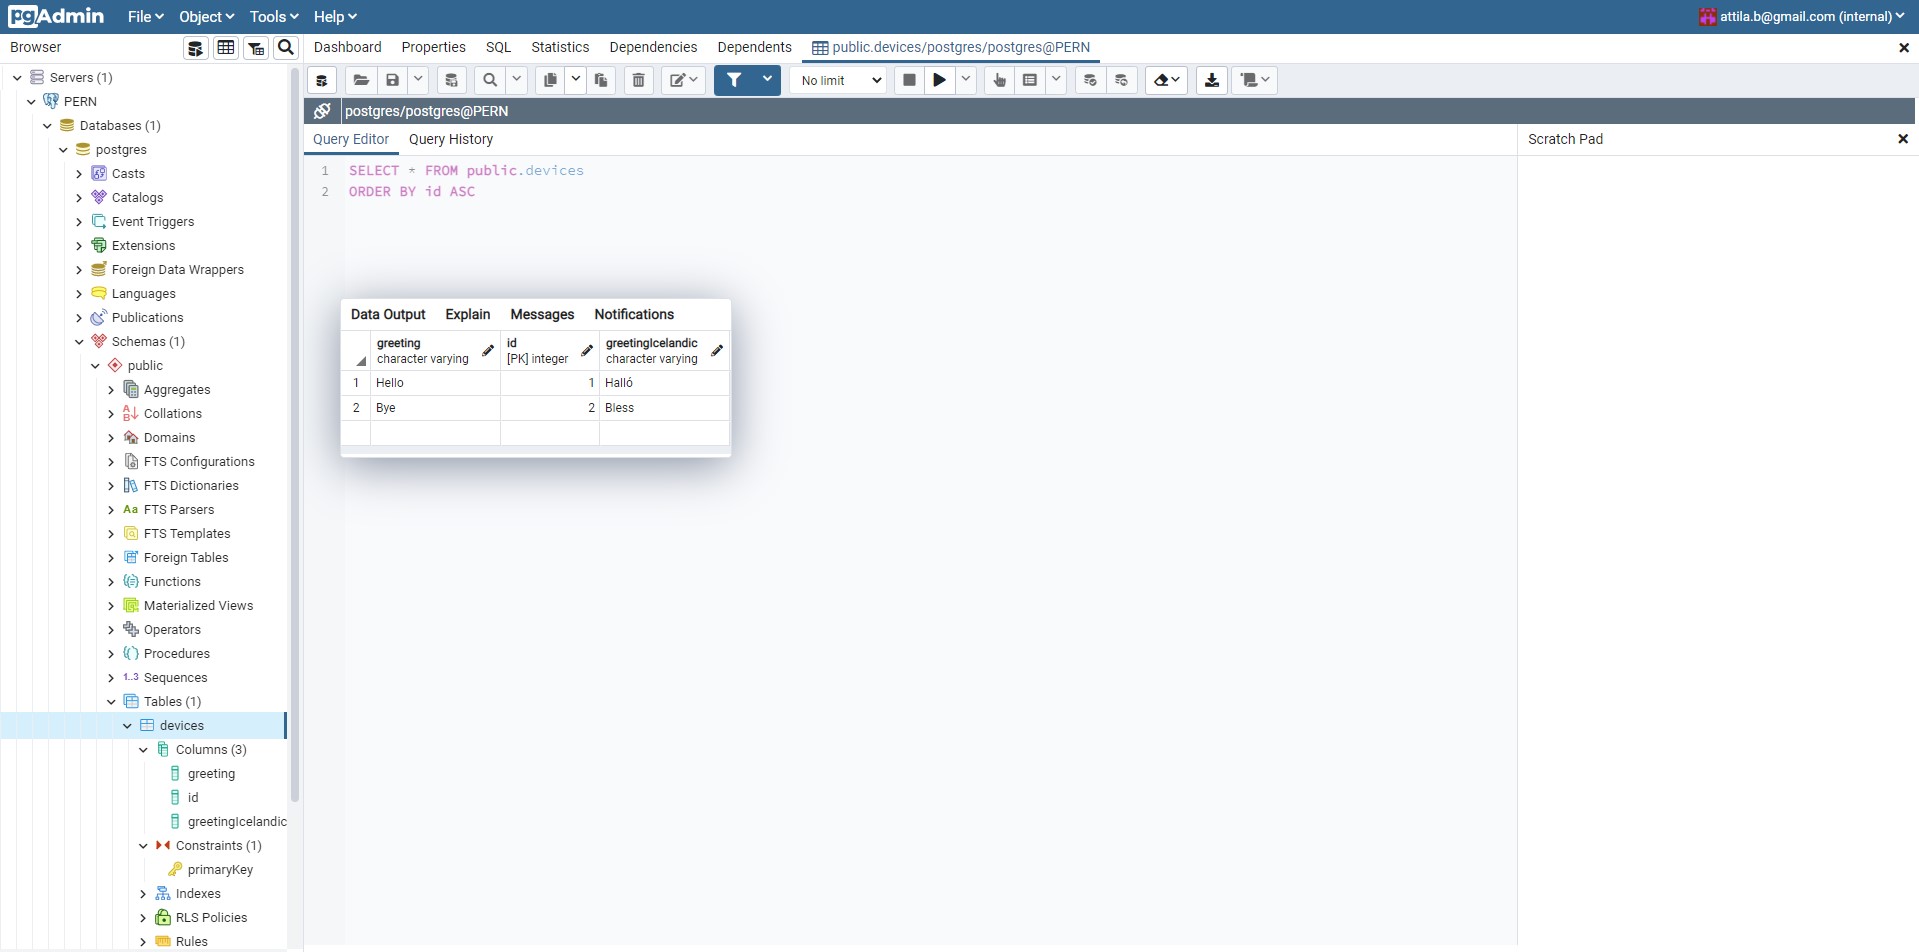 pgAdmin File Object Tools Help attila.b@gmail.com (internal)
Browser Dashboard Properties SQL Statistics Dependencies Dependents public.devices/postgres/postgres@PERN
No limit
postgres/postgres@PERN
Query Editor Query History Scratch Pad
1 SELECT * FROM public.devices
2 ORDER BY id ASC
Data Output Explain Messages Notifications
greeting id greetingIcelandic
character varying [PK] integer character varying
1 Hello 1 Halló
2 Bye 2 Bless
Servers (1)
PERN
Databases (1)
postgres
Casts
Catalogs
Event Triggers
Extensions
Foreign Data Wrappers
Languages
Publications
Schemas (1)
public
Aggregates
Collations
Domains
FTS Configurations
FTS Dictionaries
Aa FTS Parsers
FTS Templates
Foreign Tables
Functions
Materialized Views
Operators
Procedures
1..3 Sequences
Tables (1)
devices
Columns (3)
greeting
id
greetingIcelandic
Constraints (1)
primaryKey
Indexes
RLS Policies
Rules